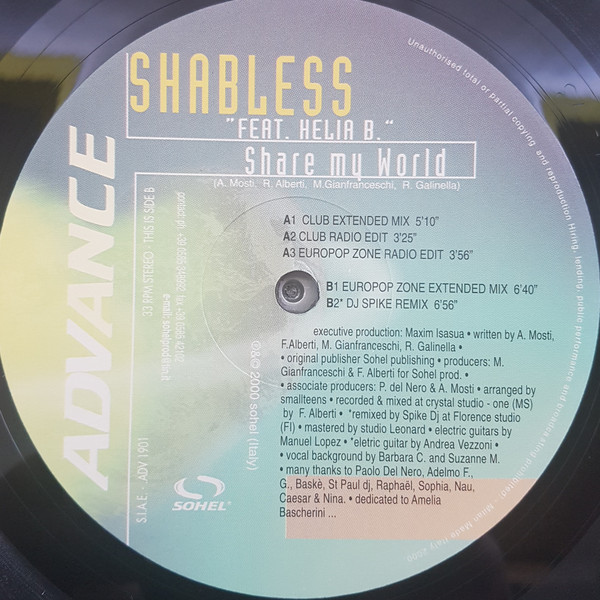 SHABLESS
"FEAT. HELIA B."
Share my World
(A. Mosti, R. Alberti, M.Gianfranceschi, R. Galinella)
ADVANCE
33 RPM STEREO - THIS IS SIDE B
S.I.A.E. - ADV 1901
A1 CLUB EXTENDED MIX 5'10"
A2 CLUB RADIO EDIT 3'25"
A3 EUROPOP ZONE RADIO EDIT 3'56"
B1 EUROPOP ZONE EXTENDED MIX 6'40"
B2* DJ SPIKE REMIX 6'56"
executive production: Maxim Isasua • written by A. Mosti,
F.Alberti, M. Gianfranceschi, R. Galinella •
• original publisher Sohel publishing • producers: M.
Gianfranceschi & F. Alberti for Sohel prod. •
• associate producers: P. del Nero & A. Mosti • arranged by
smallteens • recorded & mixed at crystal studio - one (MS)
by F. Alberti • *remixed by Spike Dj at Florence studio
(FI) • mastered by studio Leonard • electric guitars by
Manuel Lopez • *eletric guitar by Andrea Vezzoni •
• vocal background by Barbara C. and Suzanne M.
• many thanks to Paolo Del Nero, Adelmo F.,
G., Baskè, St Paul dj, Raphaël, Sophia, Nau,
Caesar & Nina. • dedicated to Amelia
Bascherini ...
℗&© 2000 sohel (Italy)
SOHEL®
Unauthorised total or partial copying and reproduction Hiring, lending, public performance and broadcasting prohibited - Milan Made Italy 2000